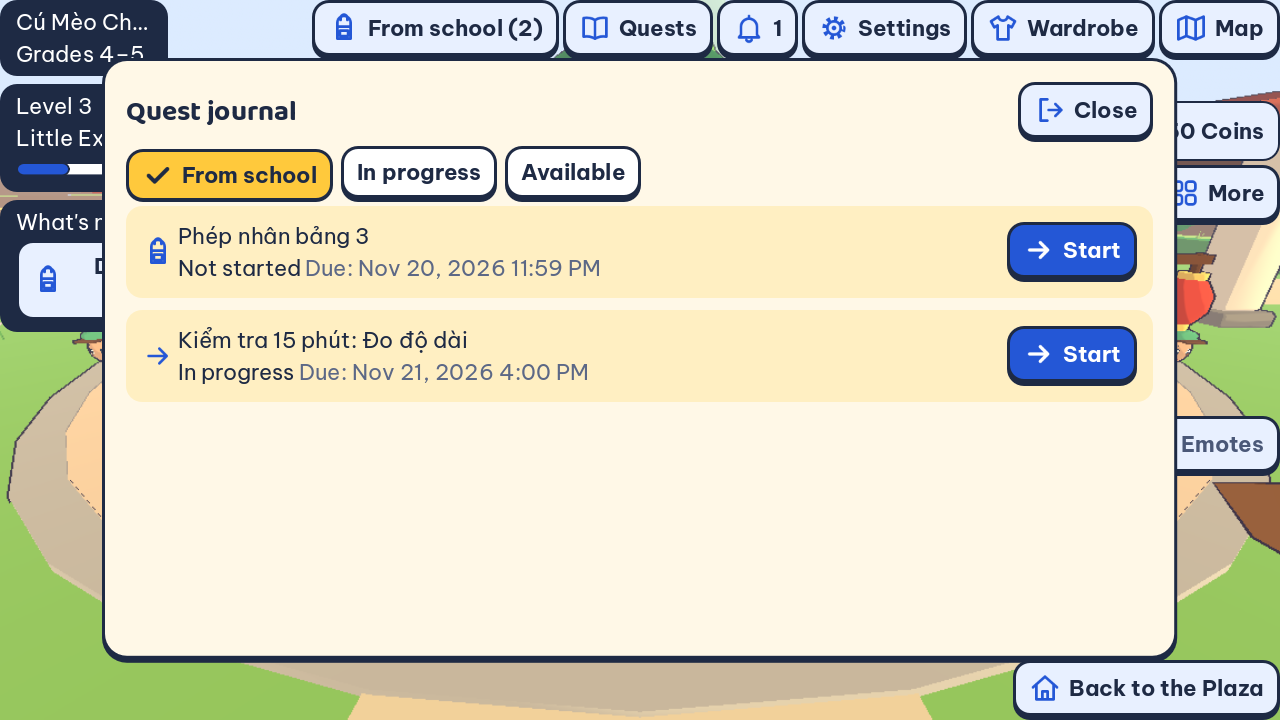 Cú Mèo Ch...
Grades 4–5
From school (2)
Quests
1
Settings
Wardrobe
Map
Level 3
Little Ex
Coins
More
What's
Emotes
Back to the Plaza
Quest journal
Close
From school
In progress
Available
Phép nhân bảng 3
Not started Due: Nov 20, 2026 11:59 PM
Start
Kiểm tra 15 phút: Đo độ dài
In progress Due: Nov 21, 2026 4:00 PM
Start